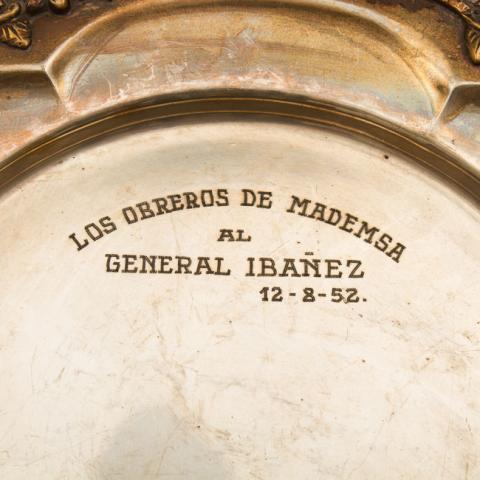 LOS OBREROS DE MADEMSA
AL
GENERAL IBAÑEZ
12-8-52.